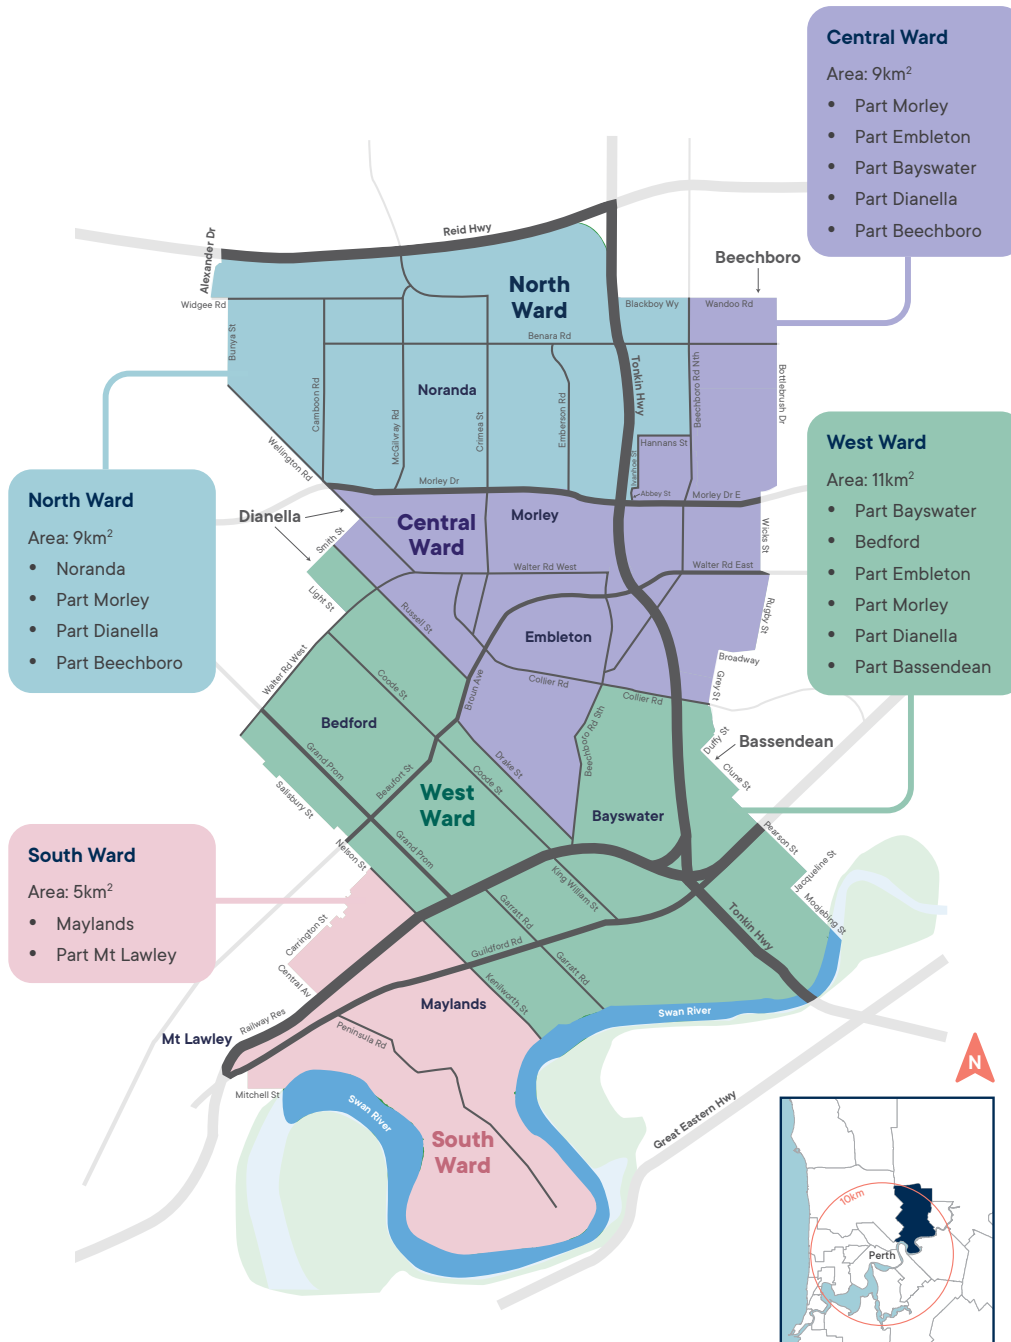 Central Ward
Area: 9km²
• Part Morley
• Part Embleton
• Part Bayswater
• Part Dianella
• Part Beechboro
Reid Hwy
Alexander Dr
Beechboro
North
Ward
Widgee Rd
Blackboy Wy
Wandoo Rd
Bunya St
Benara Rd
Tonkin Hwy
Beechboro Rd Nth
Bottlebrush Dr
Noranda
Camboon Rd
McGilvray Rd
Crimea St
Emberson Rd
Hannans St
Wellington Rd
Ivanhoe St
Morley Dr
Abbey St
Morley Dr E
West Ward
Area: 11km²
• Part Bayswater
• Bedford
• Part Embleton
• Part Morley
• Part Dianella
• Part Bassendean
North Ward
Area: 9km²
• Noranda
• Part Morley
• Part Dianella
• Part Beechboro
Dianella
Central
Ward
Morley
Smith St
Wicks St
Walter Rd West
Walter Rd East
Light St
Russell St
Rugby St
Embleton
Walter Rd West
Broadway
Coode St
Collier Rd
Collier Rd
Grey St
Broun Ave
Bedford
Beechboro Rd Sth
Duffy St
Bassendean
Grand Prom
Drake St
Clune St
Salisbury St
Beaufort St
Coode St
West
Ward
Bayswater
Pearson St
Nelson St
Grand Prom
South Ward
Area: 5km²
• Maylands
• Part Mt Lawley
King William St
Jacqueline St
Moojebing St
Carrington St
Garratt Rd
Tonkin Hwy
Guildford Rd
Garratt Rd
Central Av
Kenilworth St
Maylands
Swan River
Railway Res
Mt Lawley
Peninsula Rd
N
Mitchell St
Swan River
Great Eastern Hwy
South
Ward
10km
Perth